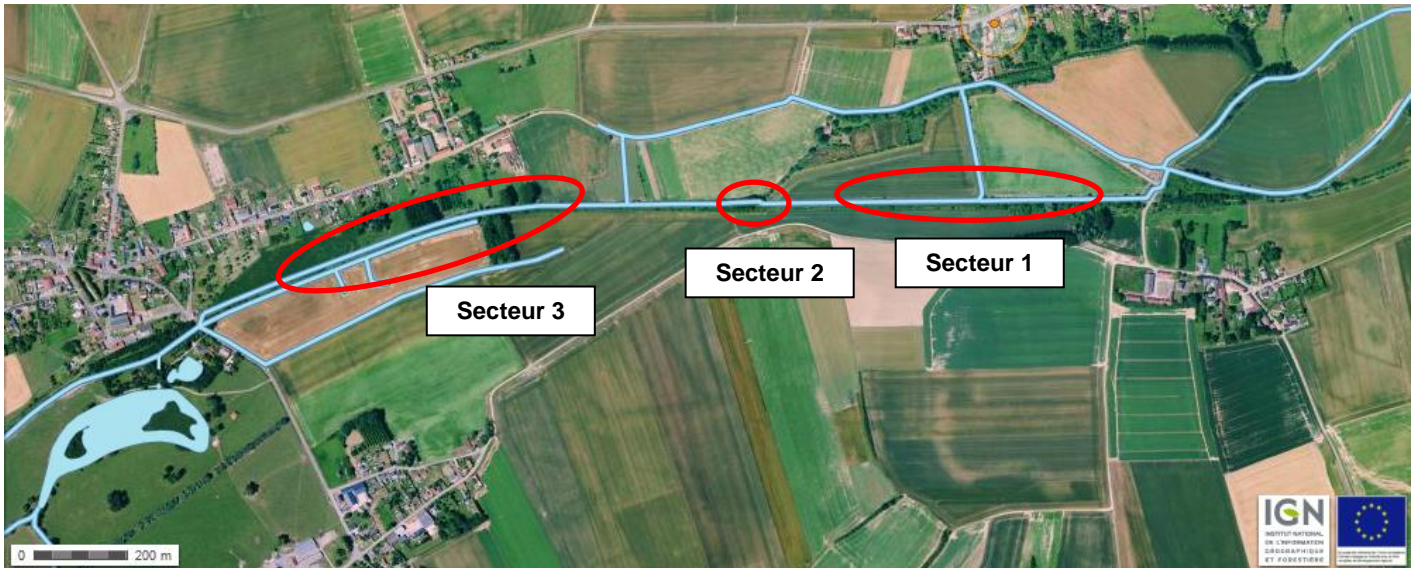 Secteur 2
Secteur 1
Secteur 3
0 200 m
IGN
INSTITUT NATIONAL
DE L'INFORMATION
GÉOGRAPHIQUE
ET FORESTIÈRE